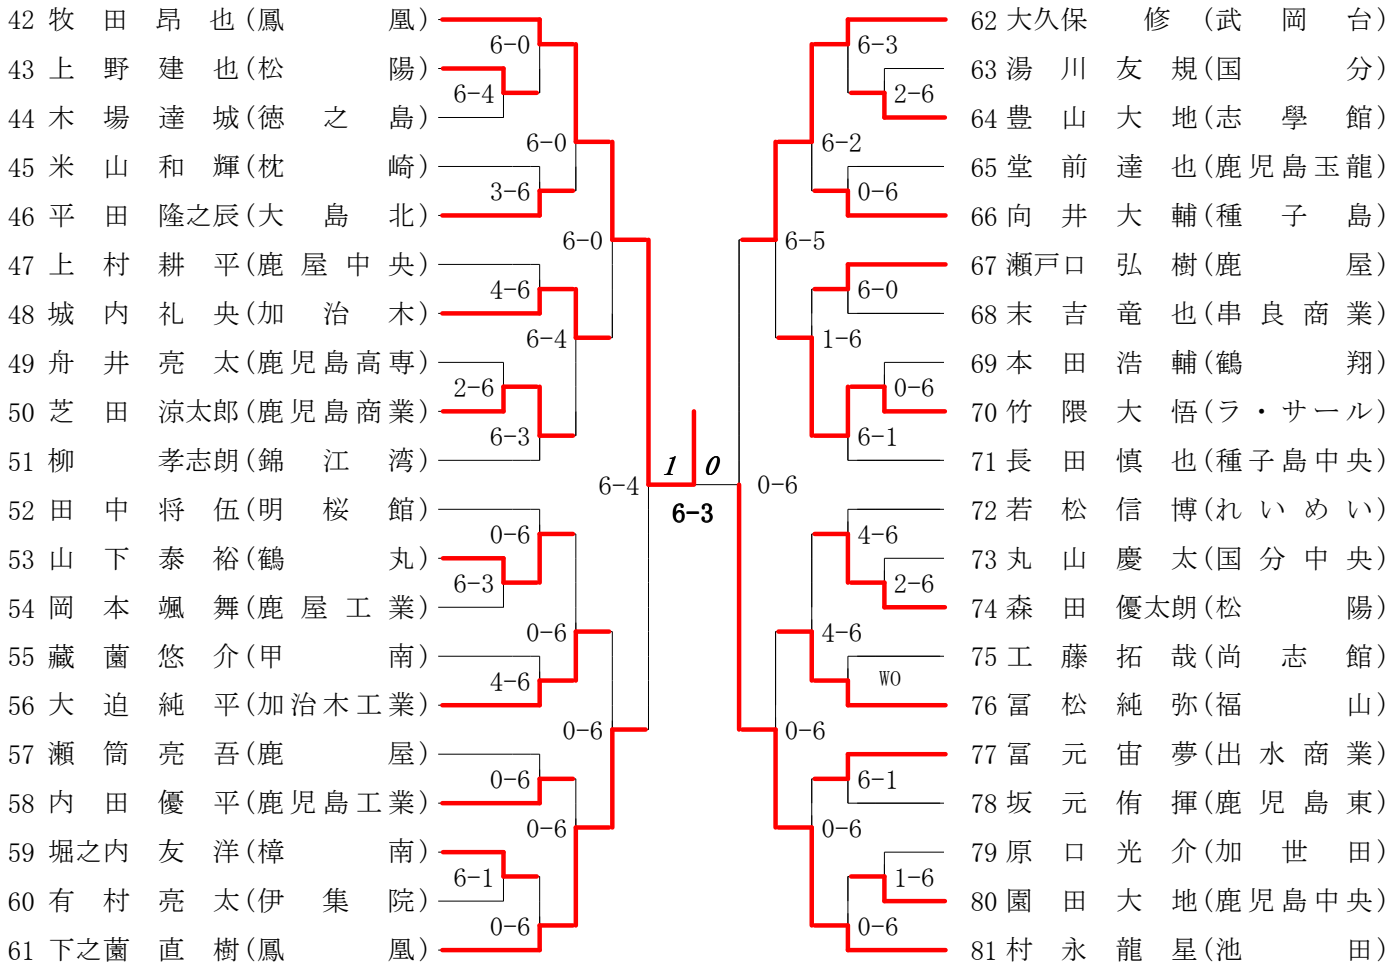 42 牧田昂也(鳳凰)
6-0
43 上野建也(松陽)
6-4
44 木場達城(徳之島)
6-0
45 米山和輝(枕崎)
3-6
46 平田隆之辰(大島北)
6-0
47 上村耕平(鹿屋中央)
4-6
48 城内礼央(加治木)
6-4
49 舟井亮太(鹿児島高専)
2-6
50 芝田涼太郎(鹿児島商業)
6-3
51 柳孝志朗(錦江湾)
6-4
52 田中将伍(明桜館)
0-6
53 山下泰裕(鶴丸)
6-3
54 岡本颯舞(鹿屋工業)
0-6
55 藏薗悠介(甲南)
4-6
56 大迫純平(加治木工業)
0-6
57 瀬筒亮吾(鹿屋)
0-6
58 内田優平(鹿児島工業)
0-6
59 堀之内友洋(樟南)
6-1
60 有村亮太(伊集院)
0-6
61 下之薗直樹(鳳凰)
1 0
6-3
62 大久保修(武岡台)
6-3
63 湯川友規(国分)
2-6
64 豊山大地(志學館)
6-2
65 堂前達也(鹿児島玉龍)
0-6
66 向井大輔(種子島)
6-5
67 瀬戸口弘樹(鹿屋)
6-0
68 末吉竜也(串良商業)
1-6
69 本田浩輔(鶴翔)
0-6
70 竹隈大悟(ラ・サール)
6-1
71 長田慎也(種子島中央)
0-6
72 若松信博(れいめい)
4-6
73 丸山慶太(国分中央)
2-6
74 森田優太朗(松陽)
4-6
75 工藤拓哉(尚志館)
WO
76 冨松純弥(福山)
0-6
77 冨元宙夢(出水商業)
6-1
78 坂元侑揮(鹿児島東)
0-6
79 原口光介(加世田)
1-6
80 園田大地(鹿児島中央)
0-6
81 村永龍星(池田)